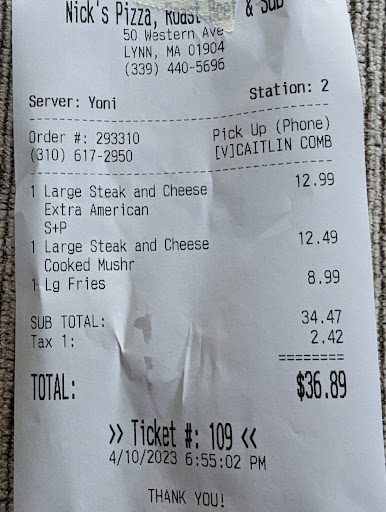 Nick's Pizza, Roast & Sub
50 Western Ave
LYNN, MA 01904
(339) 440-5696
Server: Yoni Station: 2
Order #: 293310 Pick Up (Phone)
(310) 617-2950 [V]CAITLIN COMB
1 Large Steak and Cheese 12.99
Extra American
S+P
1 Large Steak and Cheese 12.49
Cooked Mushr
1 Lg Fries 8.99
SUB TOTAL: 34.47
Tax 1: 2.42
========
TOTAL: $36.89
>> Ticket #: 109 <<
4/10/2023 6:55:02 PM
THANK YOU!